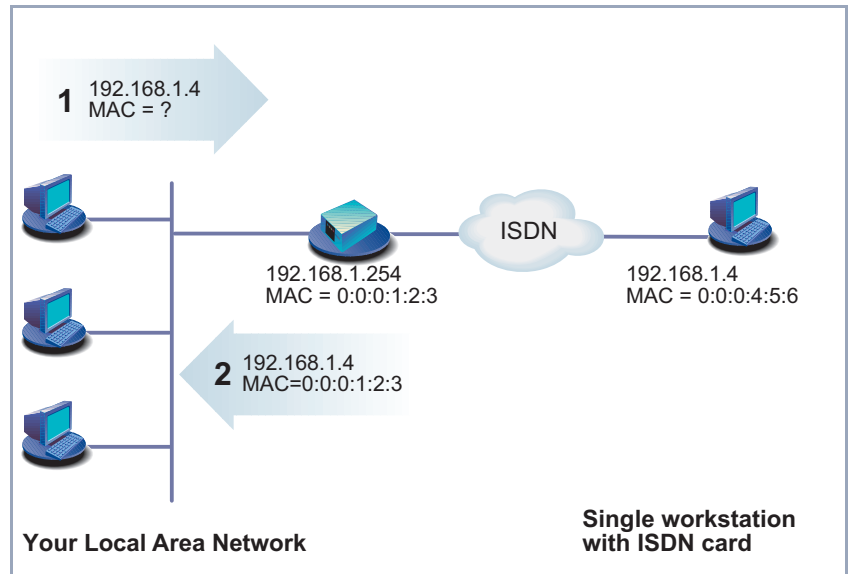 1
192.168.1.4
MAC = ?
ISDN
192.168.1.254
MAC = 0:0:0:1:2:3
192.168.1.4
MAC = 0:0:0:4:5:6
2
192.168.1.4
MAC=0:0:0:1:2:3
Your Local Area Network
Single workstation
with ISDN card